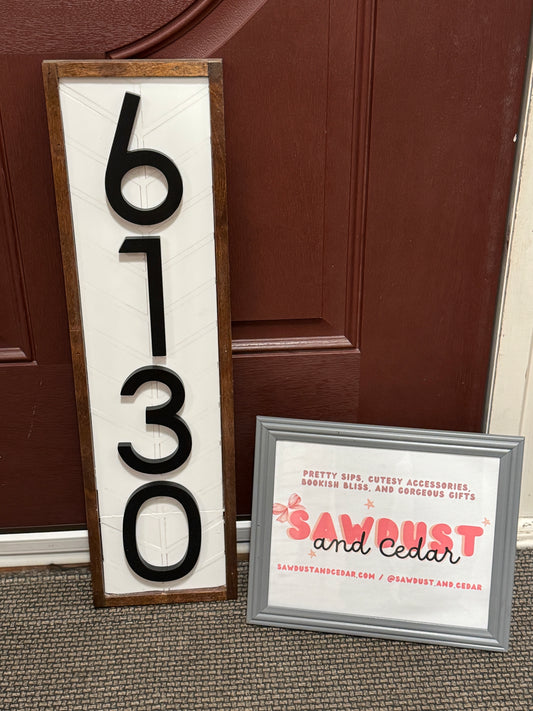 6
1
3
0
PRETTY SIPS, CUTESY ACCESSORIES,
BOOKISH BLISS, AND GORGEOUS GIFTS
SAWDUST
and Cedar
SAWDUSTANDCEDAR.COM / @SAWDUST.AND.CEDAR